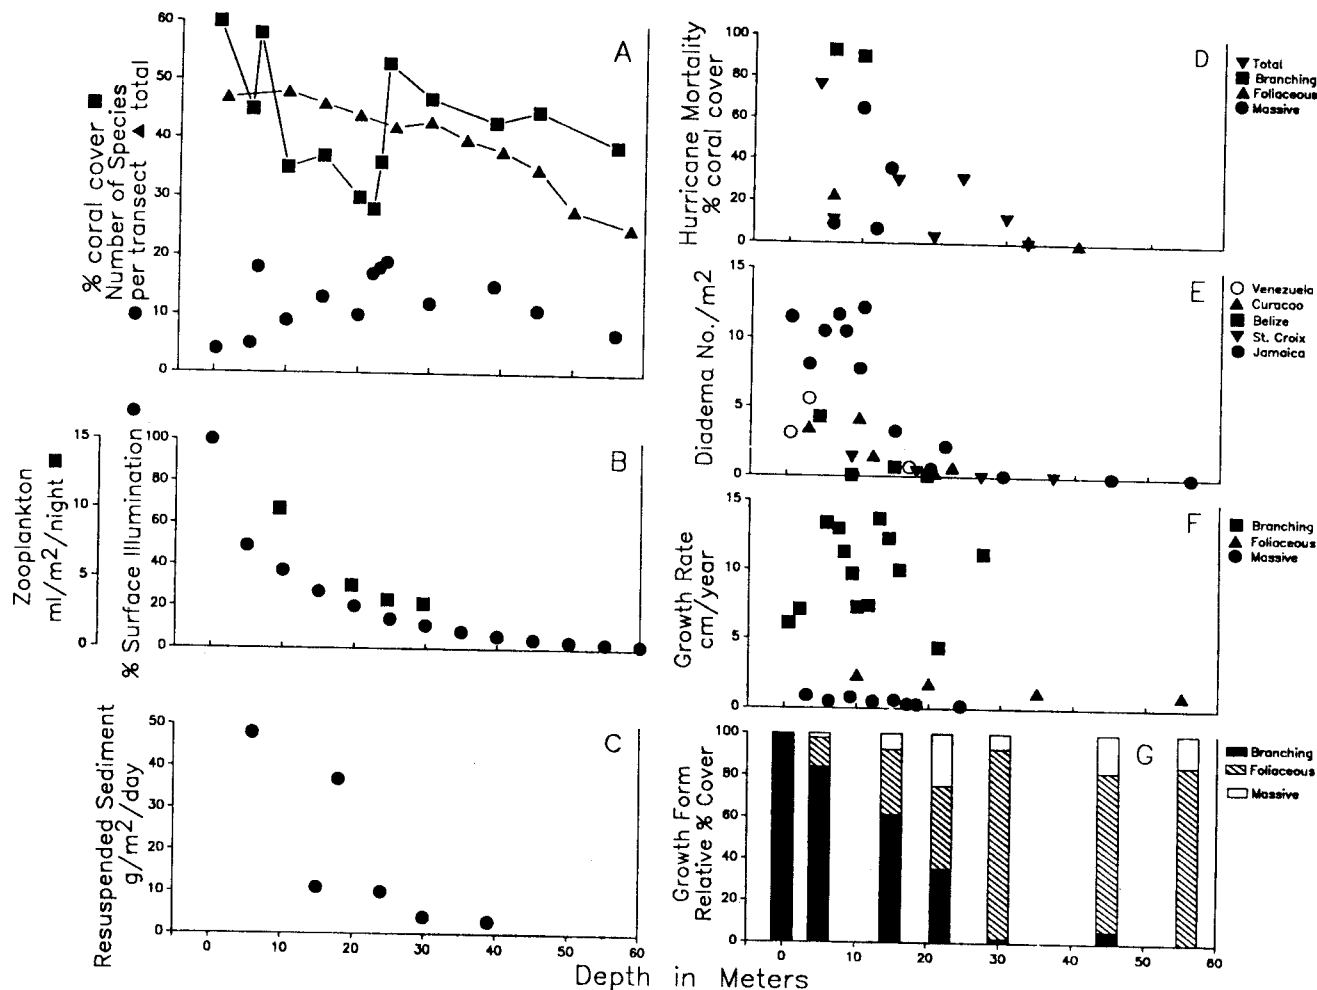 A
% coral cover ■
Number of Species
● per transect ▲ total
60
50
40
30
20
10
0
B
Zooplankton
ml/m2/night ■
15
10
5
0
% Surface Illumination ●
100
80
60
40
20
0
C
Resuspended Sediment
g/m2/day
50
40
30
20
10
0
0 10 20 30 40 50 60
D
Hurricane Mortality
% coral cover
100
80
60
40
20
0
▼ Total
■ Branching
▲ Foliaceous
● Massive
E
Diadema No./m2
15
10
5
0
○ Venezuela
▲ Curacao
■ Belize
▼ St. Croix
● Jamaica
F
Growth Rate
cm/year
15
10
5
0
■ Branching
▲ Foliaceous
● Massive
G
Growth Form
Relative % Cover
100
80
60
40
20
0
Branching
Foliaceous
Massive
0 10 20 30 40 50 60
Depth in Meters